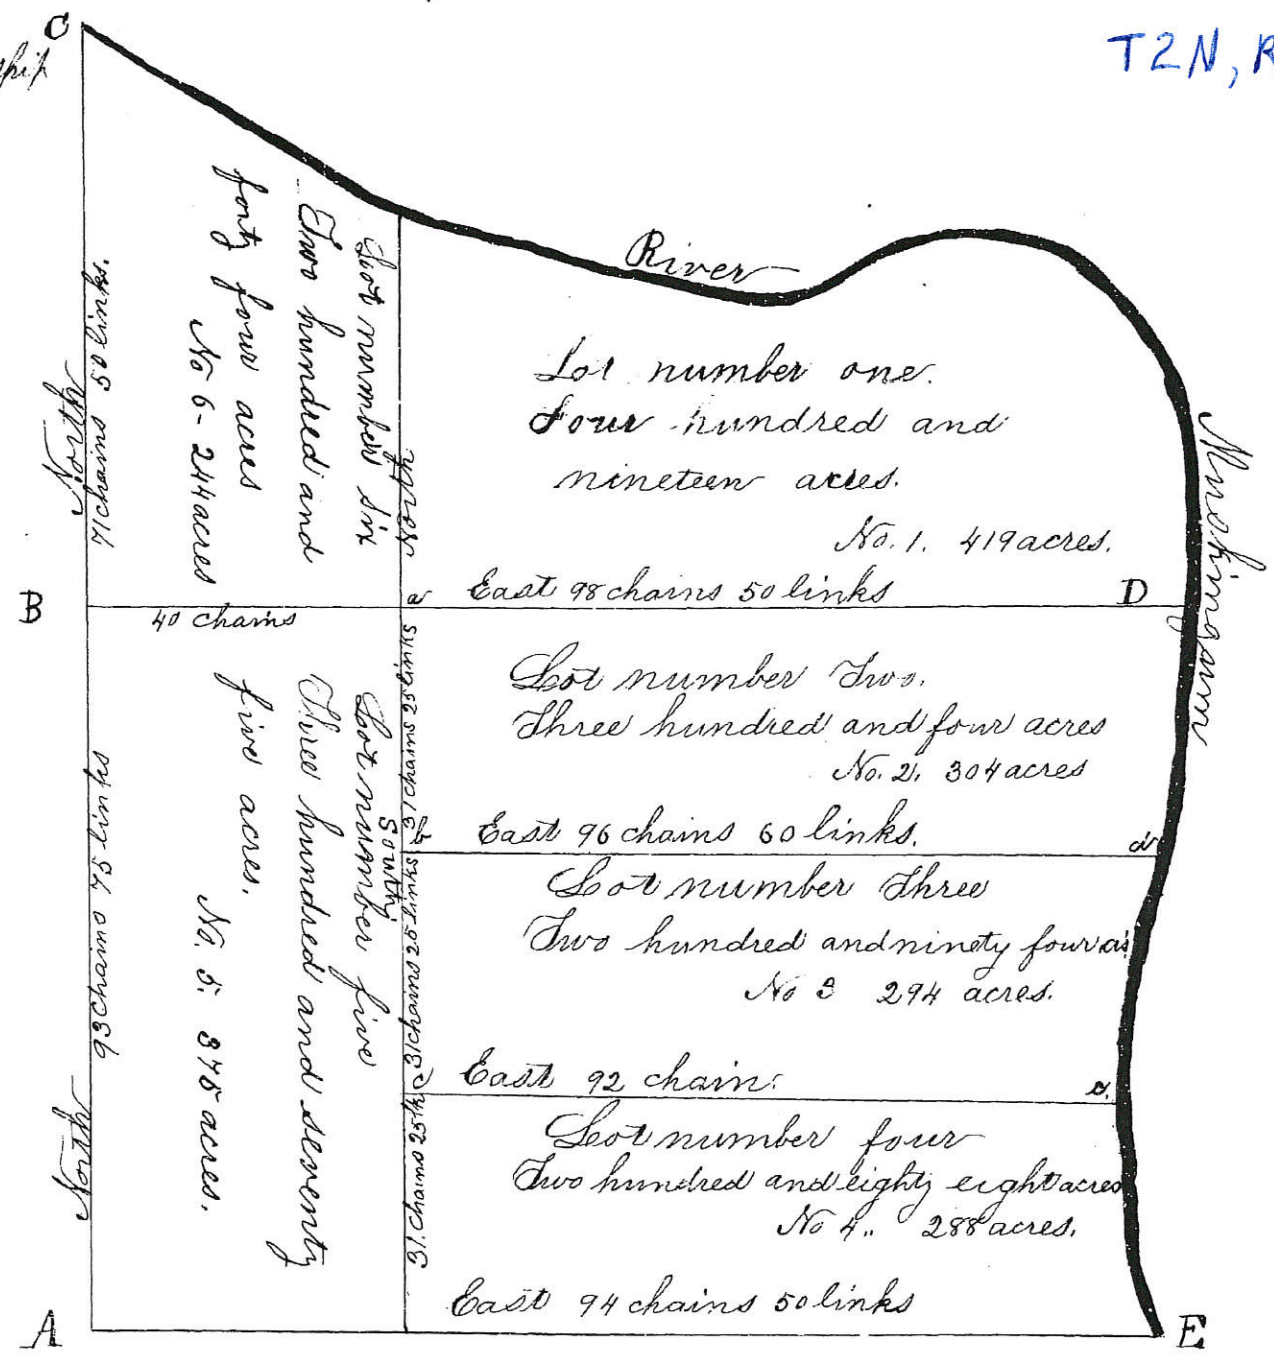 C
T2N, R
River
Muskingum
North
71 chains 50 links.
Lot number six
Two hundred and
forty four acres
No 6 - 244 acres
North
Lot number one.
Four hundred and
nineteen acres.
No. 1. 419 acres.
B
40 chains
a
East 98 chains 50 links
D
31 chains 25 links
Lot number Two.
Three hundred and four acres
No. 2. 304 acres
b
East 96 chains 60 links.
d
South
Lot number five
Three hundred and seventy
five acres.
No. 5. 375 acres.
93 Chains 75 links
North
31 chains 25 links
Lot number Three
Two hundred and ninety four as
No 3 294 acres.
c
East 92 chain.
31. Chains 25 lk
Lot number four
Two hundred and eighty eight acres
No 4.. 288 acres.
East 94 chains 50 links
A
E